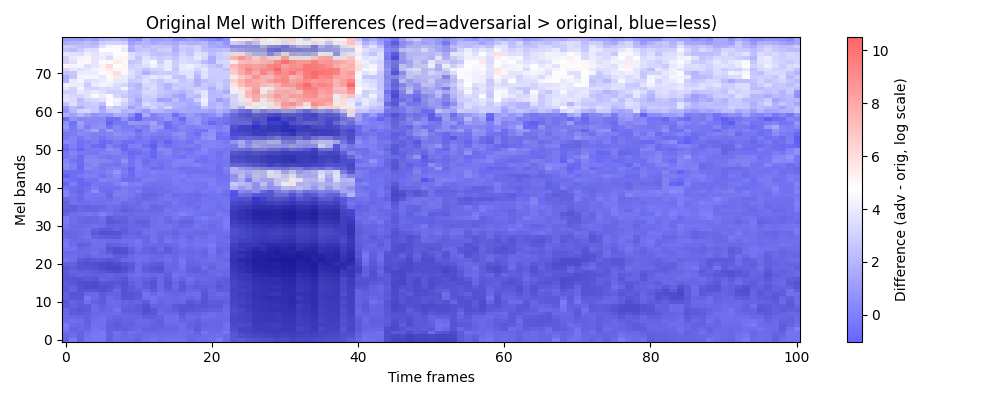 Original Mel with Differences (red=adversarial > original, blue=less)
70
60
50
40
30
20
10
0
Mel bands
0 20 40 60 80 100
Time frames
10
8
6
4
2
0
Difference (adv - orig, log scale)